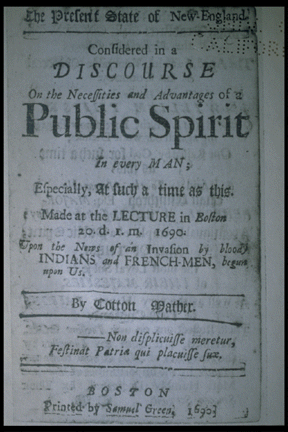 The Preſent State of New-England.
Conſidered in a
DISCOURSE
On the Neceſſities and Advantages of a
Public Spirit
In every MAN;
Eſpecially, At ſuch a time as this.
Made at the LECTURE in Boſton
20. d. 1. m. 1690.
Upon the News of an Invaſion by bloody
INDIANS and FRENCH-MEN, begun
upon Us.
By Cotton Mather.
Non diſplicuiſſe meretur,
Feſtinat Patriæ qui placuiſſe ſuæ.
BOSTON
Printed by Samuel Green, 1690.